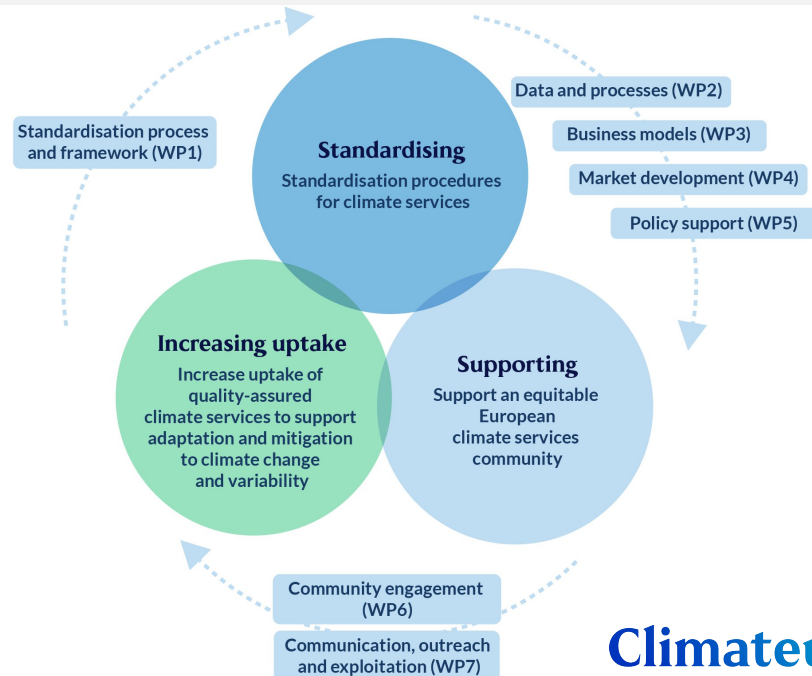 Standardisation process
and framework (WP1)
Standardising
Standardisation procedures
for climate services
Data and processes (WP2)
Business models (WP3)
Market development (WP4)
Policy support (WP5)
Increasing uptake
Increase uptake of
quality-assured
climate services to support
adaptation and mitigation
to climate change
and variability
Supporting
Support an equitable
European
climate services
community
Community engagement
(WP6)
Communication, outreach
and exploitation (WP7)